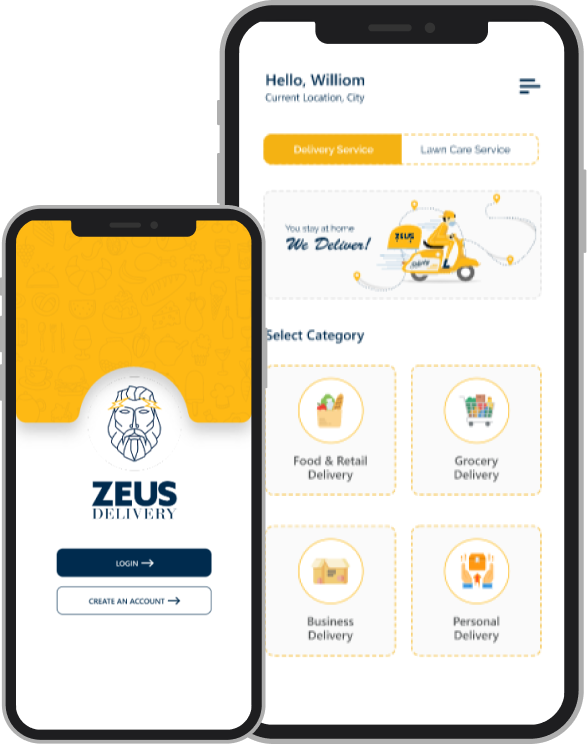 Hello, Williom
Current Location, City
Delivery Service
Lawn Care Service
You stay at home
We Deliver!
ZEUS
Select Category
Food & Retail
Delivery
Grocery
Delivery
Business
Delivery
Personal
Delivery
ZEUS
DELIVERY
LOGIN
CREATE AN ACCOUNT